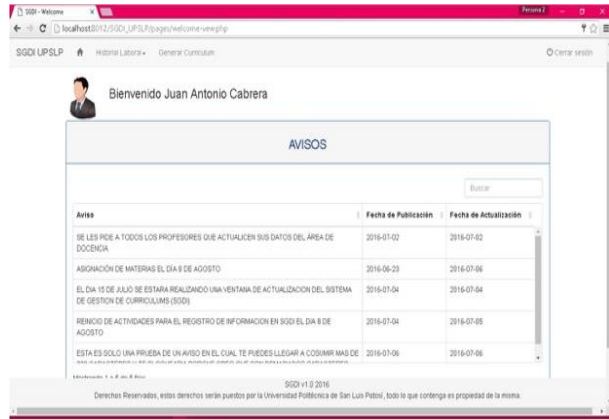 SGDI - Welcome
Persona 2
localhost:8012/SGDI_UPSLP/pages/welcome-view.php
SGDI UPSLP Historial Laboral Generar Curriculum Cerrar sesión
Bienvenido Juan Antonio Cabrera
AVISOS
Buscar
Aviso Fecha de Publicación Fecha de Actualización
SE LES PIDE A TODOS LOS PROFESORES QUE ACTUALICEN SUS DATOS DEL ÁREA DE 2016-07-02 2016-07-02
DOCENCIA
ASIGNACIÓN DE MATERIAS EL DÍA 8 DE AGOSTO 2016-06-23 2016-07-06
EL DIA 15 DE JULIO SE ESTARA REALIZANDO UNA VENTANA DE ACTUALIZACION DEL SISTEMA 2016-07-04 2016-07-04
DE GESTION DE CURRICULUMS (SGDI)
REINICIO DE ACTIVIDADES PARA EL REGISTRO DE INFORMACION EN SGDI EL DIA 8 DE 2016-07-04 2016-07-05
AGOSTO
ESTA ES SOLO UNA PRUEBA DE UN AVISO EN EL CUAL TE PUEDES LLEGAR A COSUMIR MAS DE 2016-07-06 2016-07-06
SGDI v1.0 2016
Derechos Reservados, estos derechos serán puestos por la Universidad Politécnica de San Luis Potosí, todo lo que contenga es propiedad de la misma.